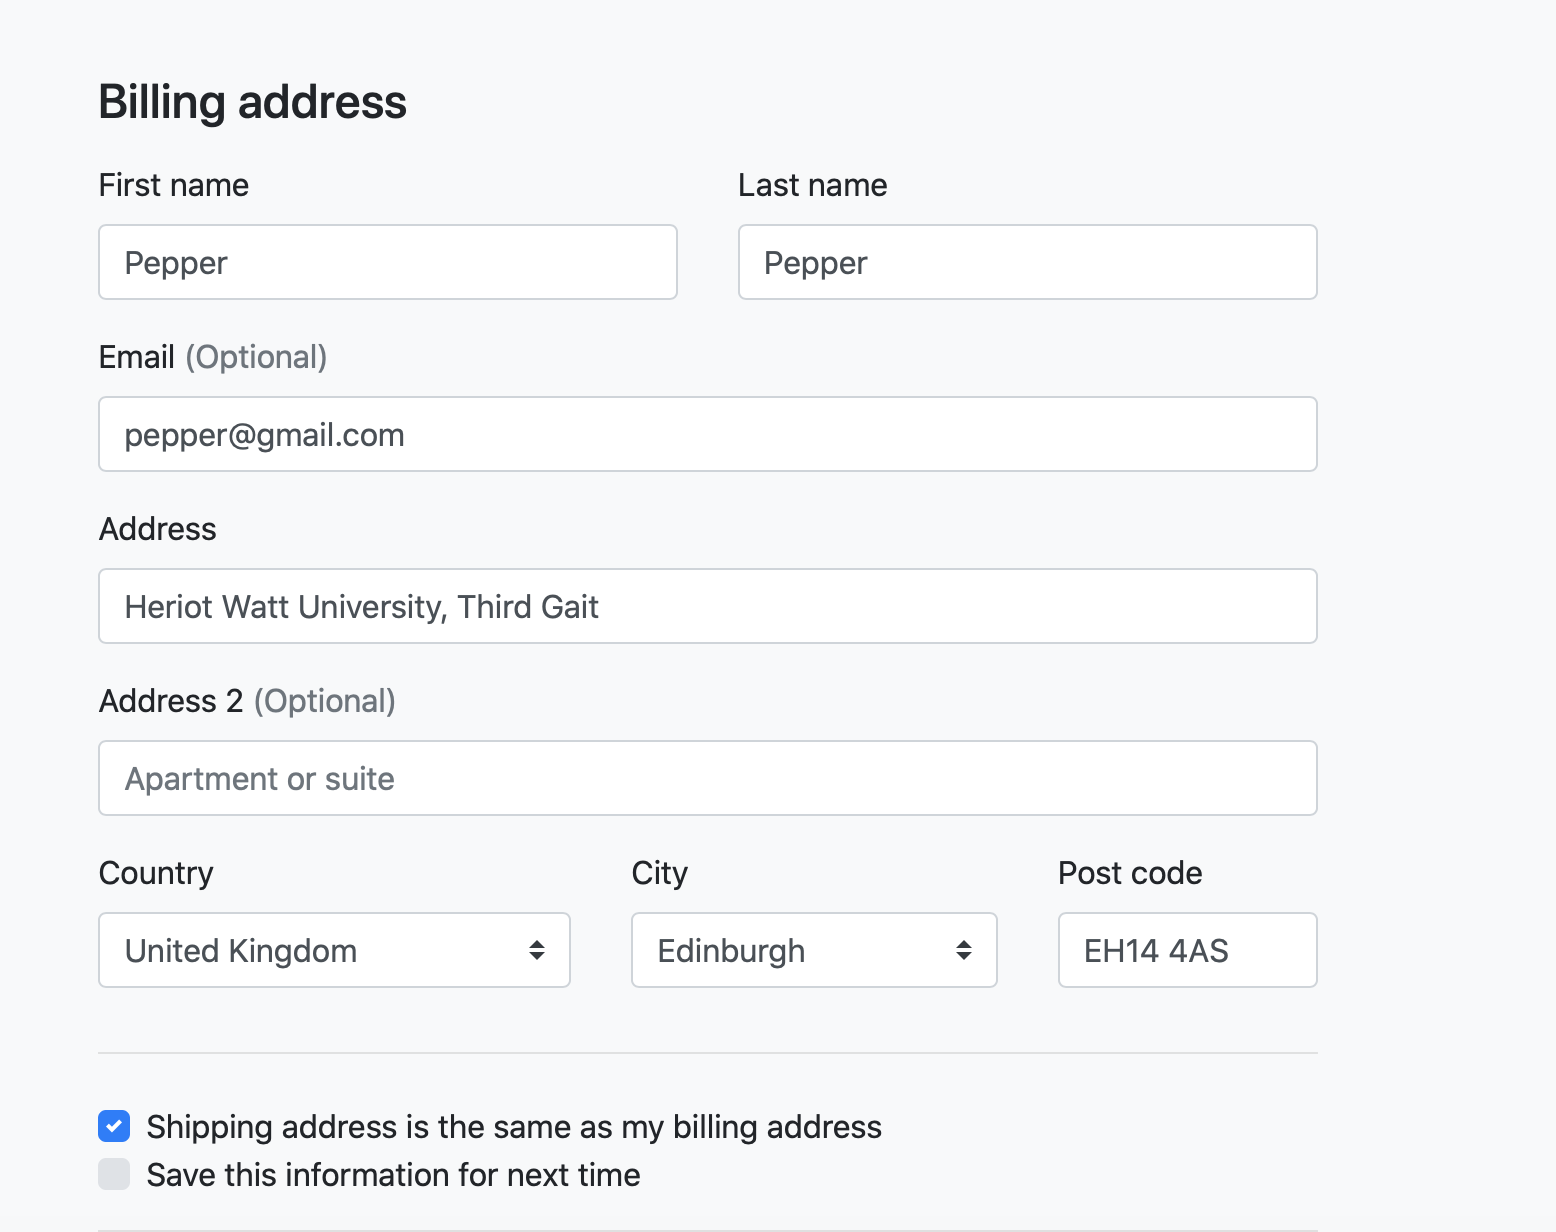 Billing address
First name Last name
Pepper Pepper
Email (Optional)
pepper@gmail.com
Address
Heriot Watt University, Third Gait
Address 2 (Optional)
Apartment or suite
Country City Post code
United Kingdom Edinburgh EH14 4AS
Shipping address is the same as my billing address
Save this information for next time